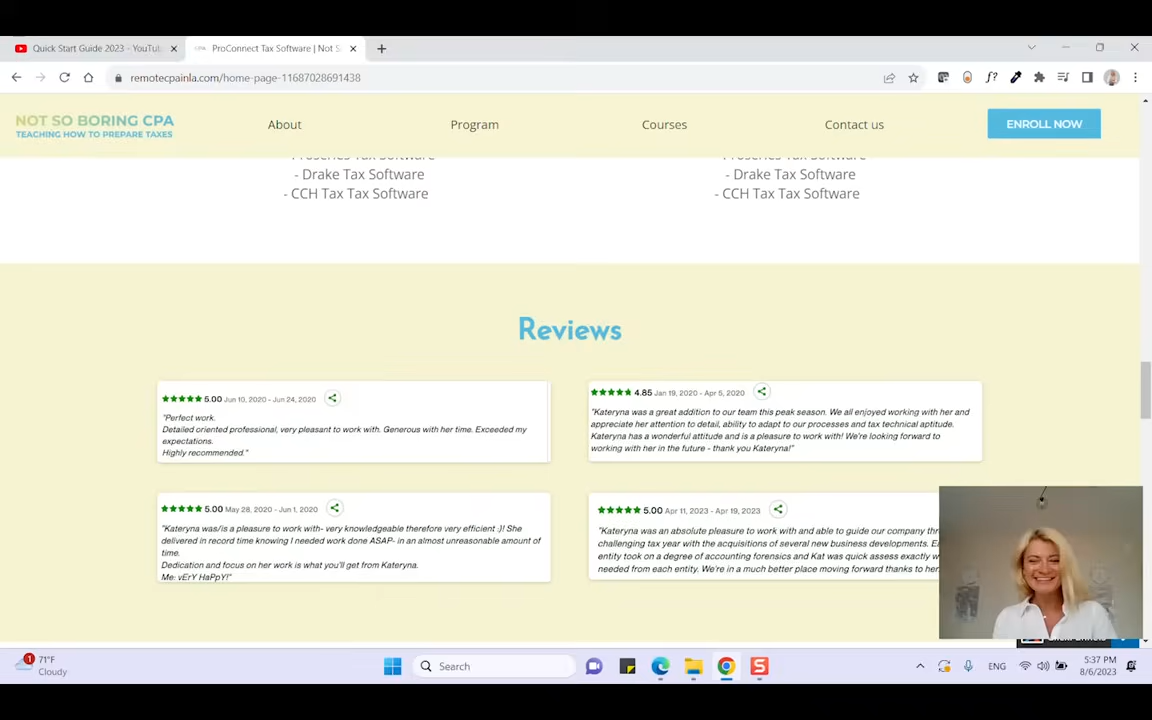 Quick Start Guide 2023 - YouTu
ProConnect Tax Software | Not S
remotecpainla.com/home-page-11687028691438
NOT SO BORING CPA
TEACHING HOW TO PREPARE TAXES
About
Program
Courses
Contact us
ENROLL NOW
- Proseries Tax Software
- Drake Tax Software
- CCH Tax Tax Software
- Proseries Tax Software
- Drake Tax Software
- CCH Tax Tax Software
Reviews
5.00 Jun 10, 2020 - Jun 24, 2020
"Perfect work.
Detailed oriented professional, very pleasant to work with. Generous with her time. Exceeded my
expectations.
Highly recommended."
4.85 Jan 19, 2020 - Apr 5, 2020
"Kateryna was a great addition to our team this peak season. We all enjoyed working with her and
appreciate her attention to detail, ability to adapt to our processes and tax technical aptitude.
Kateryna has a wonderful attitude and is a pleasure to work with! We're looking forward to
working with her in the future - thank you Kateryna!"
5.00 May 28, 2020 - Jun 1, 2020
"Kateryna was/is a pleasure to work with- very knowledgeable therefore very efficient :)! She
delivered in record time knowing I needed work done ASAP- in an almost unreasonable amount of
time.
Dedication and focus on her work is what you'll get from Kateryna.
Me: vErY HaPpY!"
5.00 Apr 11, 2023 - Apr 19, 2023
"Kateryna was an absolute pleasure to work with and able to guide our company thr
challenging tax year with the acquisitions of several new business developments. E
entity took on a degree of accounting forensics and Kat was quick assess exactly w
needed from each entity. We're in a much better place moving forward thanks to her
1
71°F
Cloudy
Search
ENG
5:37 PM
8/6/2023